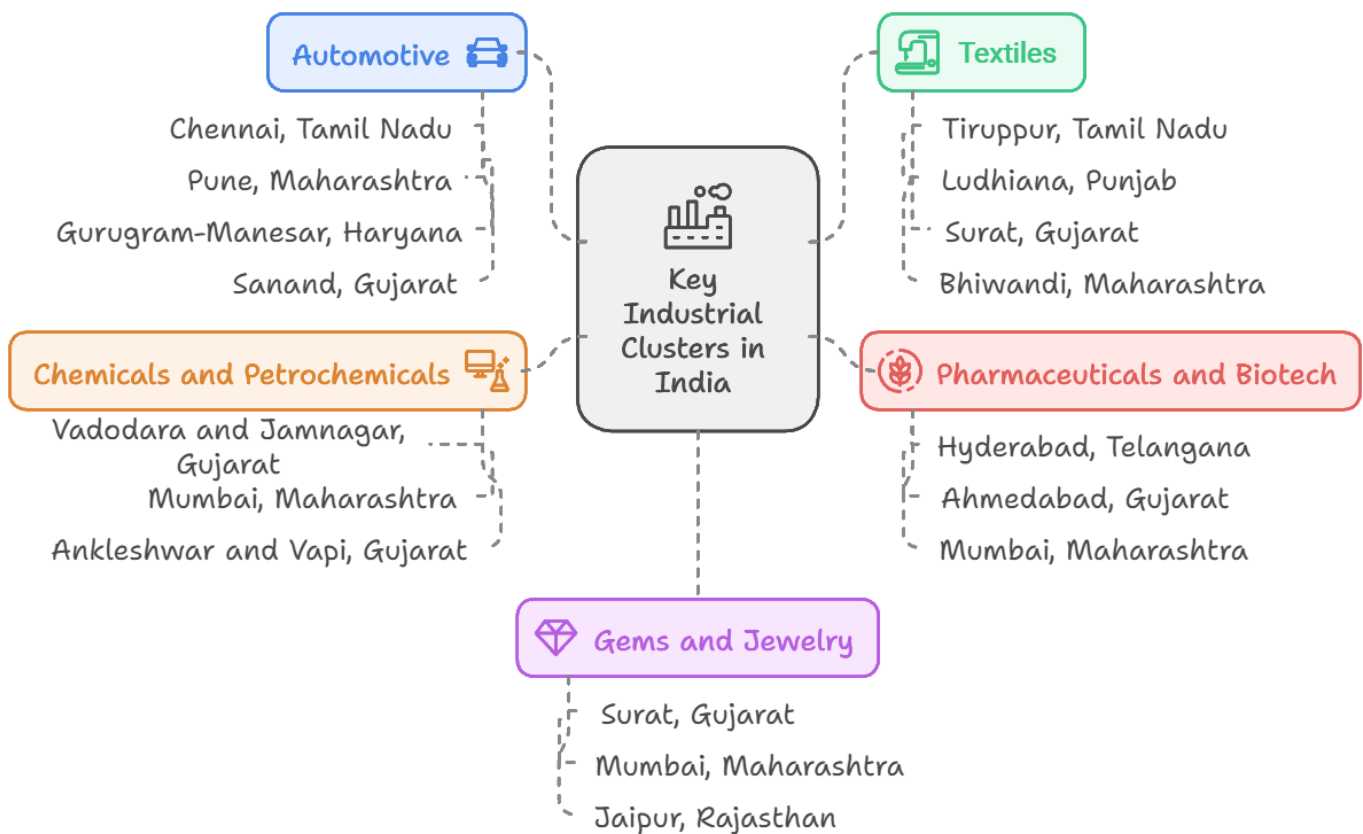 Automotive
Chennai, Tamil Nadu
Pune, Maharashtra
Gurugram-Manesar, Haryana
Sanand, Gujarat
Textiles
Tiruppur, Tamil Nadu
Ludhiana, Punjab
Surat, Gujarat
Bhiwandi, Maharashtra
Key
Industrial
Clusters in
India
Chemicals and Petrochemicals
Vadodara and Jamnagar,
Gujarat
Mumbai, Maharashtra
Ankleshwar and Vapi, Gujarat
Pharmaceuticals and Biotech
Hyderabad, Telangana
Ahmedabad, Gujarat
Mumbai, Maharashtra
Gems and Jewelry
Surat, Gujarat
Mumbai, Maharashtra
Jaipur, Rajasthan